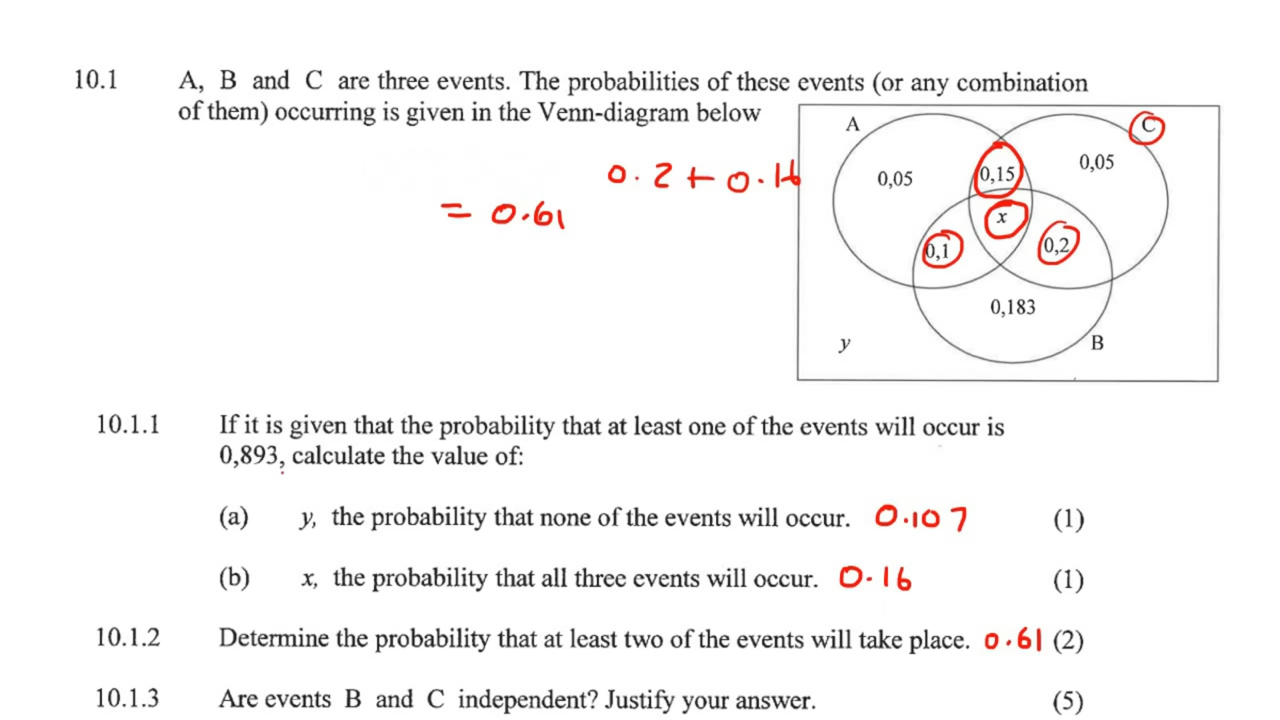 10.1 A, B and C are three events. The probabilities of these events (or any combination
of them) occurring is given in the Venn-diagram below
A
C
0,05
0,15
0,05
x
0,1
0,2
0,183
y
B
0.2 + 0.16
= 0.61
10.1.1 If it is given that the probability that at least one of the events will occur is
0,893, calculate the value of:
(a) y, the probability that none of the events will occur. 0.107 (1)
(b) x, the probability that all three events will occur. 0.16 (1)
10.1.2 Determine the probability that at least two of the events will take place. 0.61 (2)
10.1.3 Are events B and C independent? Justify your answer. (5)